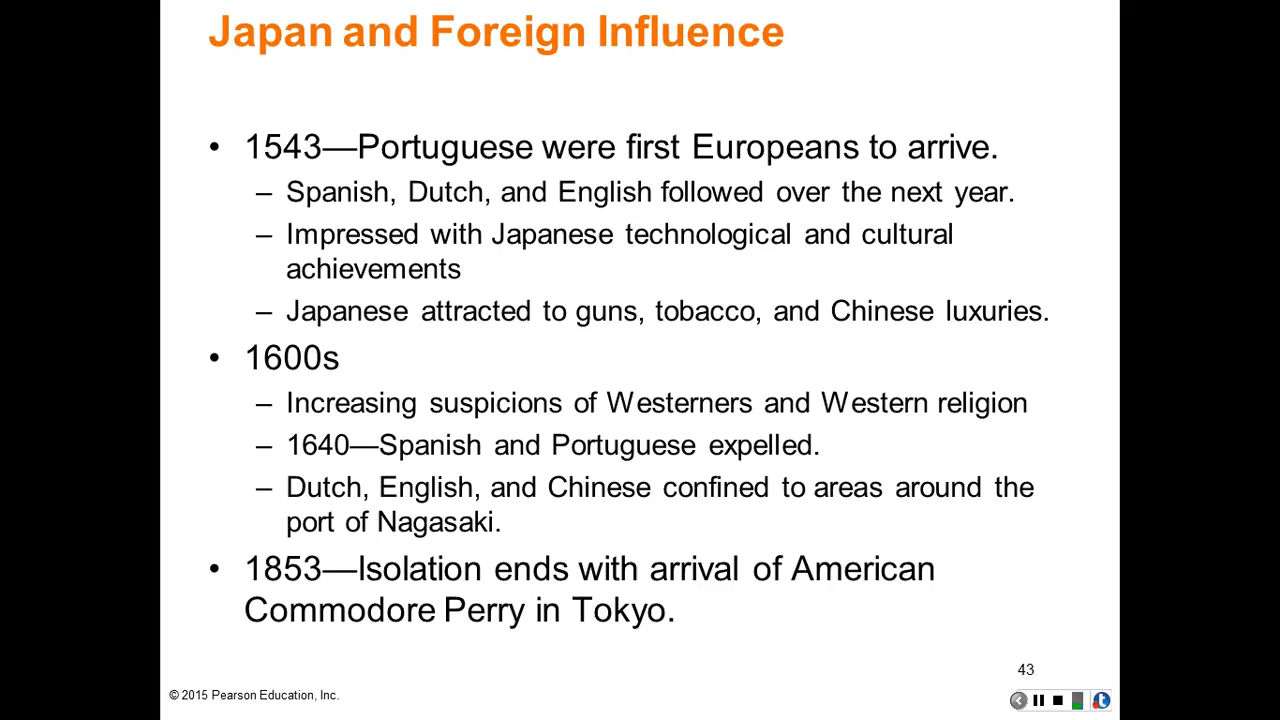 Japan and Foreign Influence
• 1543—Portuguese were first Europeans to arrive.
– Spanish, Dutch, and English followed over the next year.
– Impressed with Japanese technological and cultural
achievements
– Japanese attracted to guns, tobacco, and Chinese luxuries.
• 1600s
– Increasing suspicions of Westerners and Western religion
– 1640—Spanish and Portuguese expelled.
– Dutch, English, and Chinese confined to areas around the
port of Nagasaki.
• 1853—Isolation ends with arrival of American
Commodore Perry in Tokyo.
43
© 2015 Pearson Education, Inc.
t